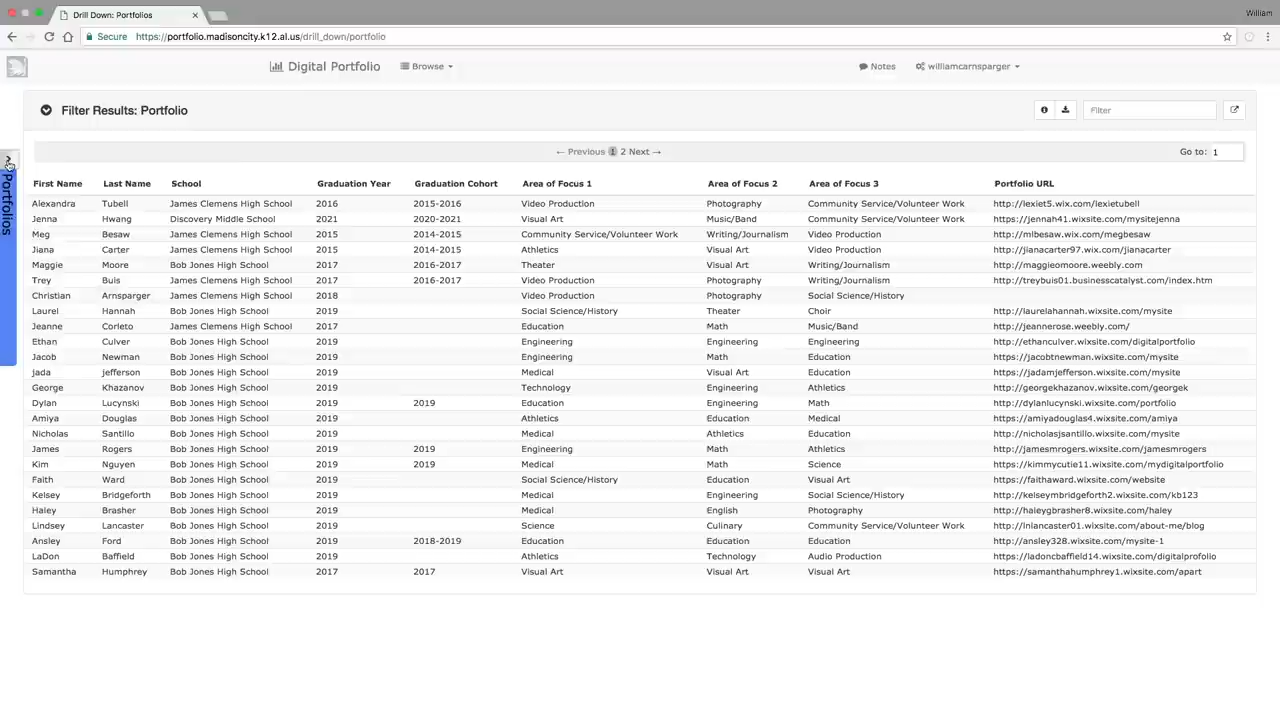 Drill Down: Portfolios
William
Secure https://portfolio.madisoncity.k12.al.us/drill_down/portfolio
Digital Portfolio Browse Notes williamcarnsparger
Filter Results: Portfolio Filter
← Previous 1 2 Next → Go to: 1
Portfolios
First Name Last Name School Graduation Year Graduation Cohort Area of Focus 1 Area of Focus 2 Area of Focus 3 Portfolio URL
Alexandra Tubell James Clemens High School 2016 2015-2016 Video Production Photography Community Service/Volunteer Work http://lexiet5.wix.com/lexietubell
Jenna Hwang Discovery Middle School 2021 2020-2021 Visual Art Music/Band Community Service/Volunteer Work https://jennah41.wixsite.com/mysitejenna
Meg Besaw James Clemens High School 2015 2014-2015 Community Service/Volunteer Work Writing/Journalism Video Production http://mlbesaw.wix.com/megbesaw
Jiana Carter James Clemens High School 2015 2014-2015 Athletics Visual Art Video Production http://jianacarter97.wix.com/jianacarter
Maggie Moore Bob Jones High School 2017 2016-2017 Theater Visual Art Writing/Journalism http://maggieomoore.weebly.com
Trey Buis James Clemens High School 2017 2016-2017 Video Production Photography Writing/Journalism http://treybuis01.businesscatalyst.com/index.htm
Christian Arnsparger James Clemens High School 2018 Video Production Photography Social Science/History
Laurel Hannah Bob Jones High School 2019 Social Science/History Theater Choir http://laurelahannah.wixsite.com/mysite
Jeanne Corleto James Clemens High School 2017 Education Math Music/Band http://jeannerose.weebly.com/
Ethan Culver Bob Jones High School 2019 Engineering Engineering Engineering http://ethanculver.wixsite.com/digitalportfolio
Jacob Newman Bob Jones High School 2019 Engineering Math Education https://jacobtnewman.wixsite.com/mysite
jada jefferson Bob Jones High School 2019 Medical Visual Art Education https://jadamjefferson.wixsite.com/mysite
George Khazanov Bob Jones High School 2019 Technology Engineering Athletics http://georgekhazanov.wixsite.com/georgek
Dylan Lucynski Bob Jones High School 2019 2019 Education Engineering Math http://dylanlucynski.wixsite.com/portfolio
Amiya Douglas Bob Jones High School 2019 Athletics Education Medical https://amiyadouglas4.wixsite.com/amiya
Nicholas Santillo Bob Jones High School 2019 Medical Athletics Education http://nicholasjsantillo.wixsite.com/mysite
James Rogers Bob Jones High School 2019 2019 Engineering Math Athletics http://jamesmrogers.wixsite.com/jamesmrogers
Kim Nguyen Bob Jones High School 2019 2019 Medical Math Science https://kimmycutie11.wixsite.com/mydigitalportfolio
Faith Ward Bob Jones High School 2019 Social Science/History Education Visual Art https://faithaward.wixsite.com/website
Kelsey Bridgeforth Bob Jones High School 2019 Medical Engineering Social Science/History http://kelseymbridgeforth2.wixsite.com/kb123
Haley Brasher Bob Jones High School 2019 Medical English Photography http://haleygbrasher8.wixsite.com/haley
Lindsey Lancaster Bob Jones High School 2019 Science Culinary Community Service/Volunteer Work http://lnlancaster01.wixsite.com/about-me/blog
Ansley Ford Bob Jones High School 2019 2018-2019 Education Education Education http://ansley328.wixsite.com/mysite-1
LaDon Baffield Bob Jones High School 2019 Athletics Technology Audio Production https://ladoncbaffield14.wixsite.com/digitalprofolio
Samantha Humphrey Bob Jones High School 2017 2017 Visual Art Visual Art Visual Art https://samanthahumphrey1.wixsite.com/apart